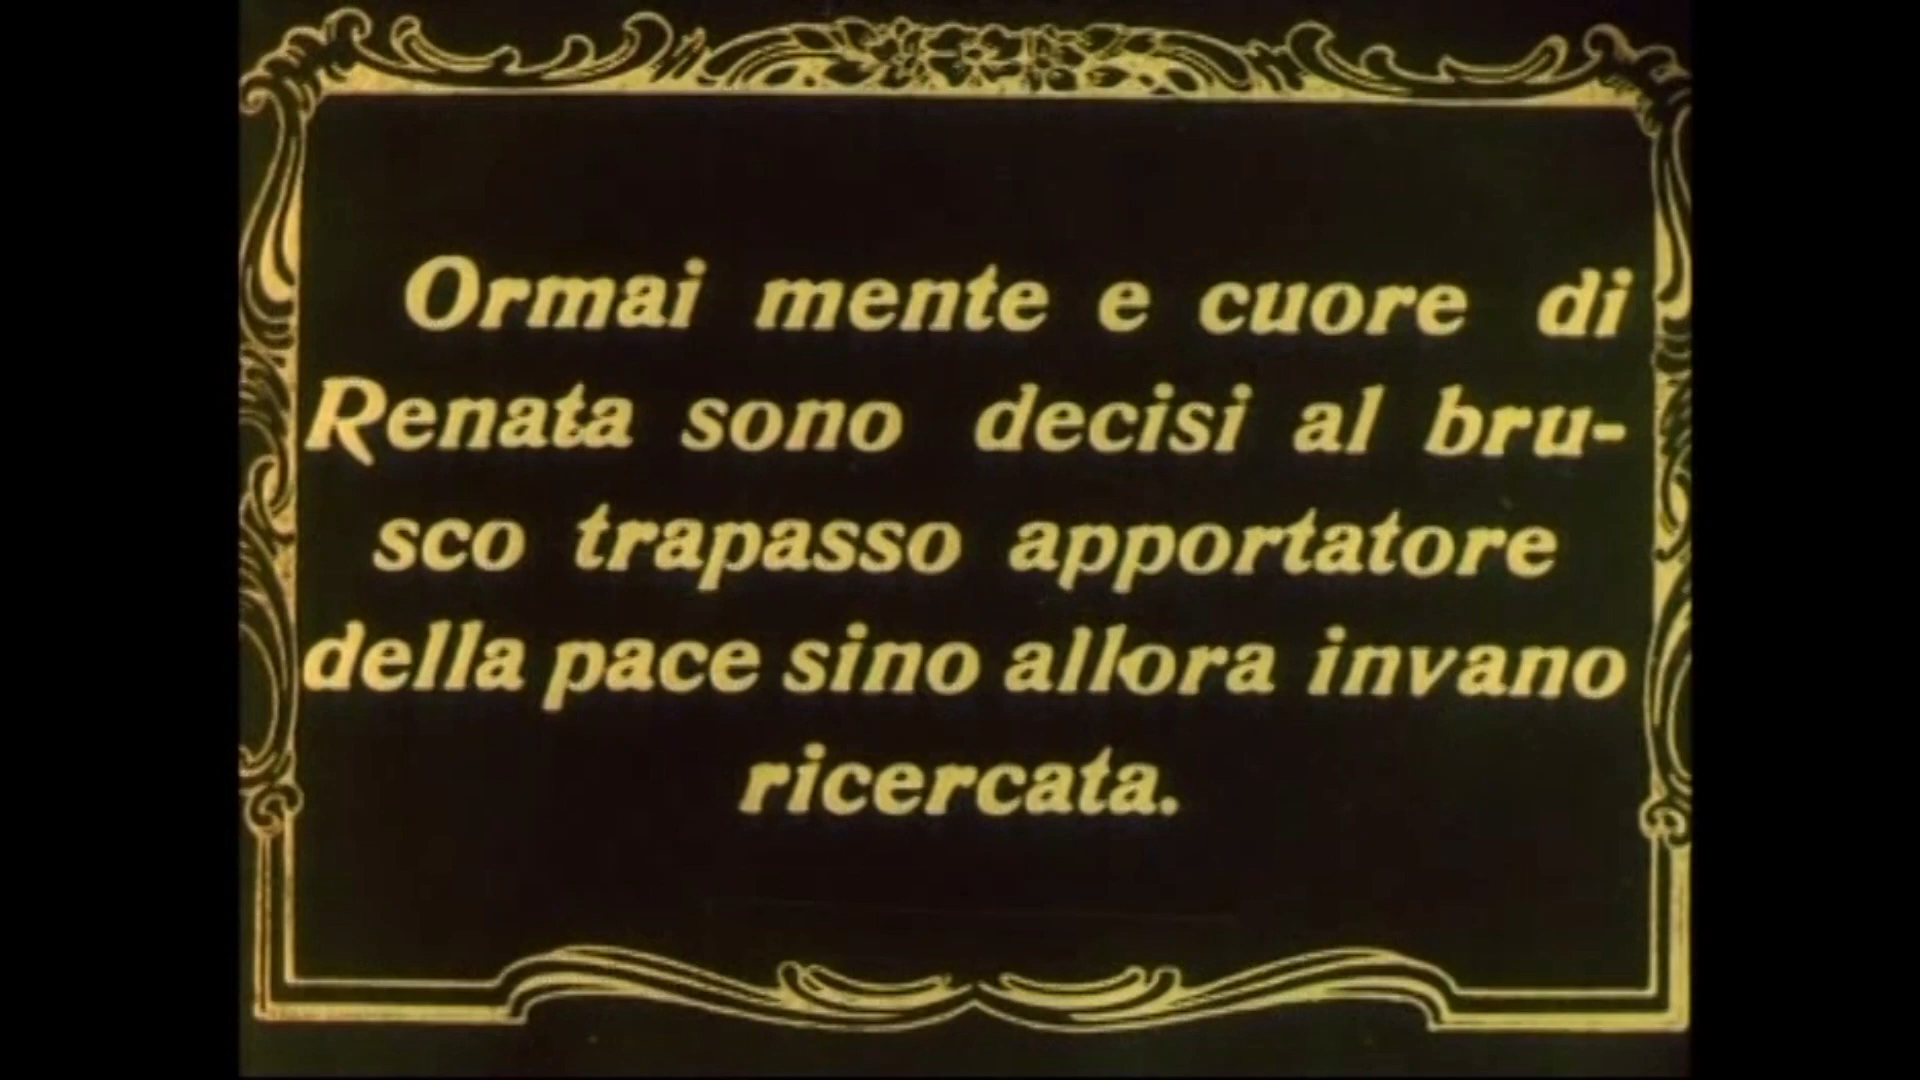 Ormai mente e cuore di
Renata sono decisi al bru-
sco trapasso apportatore
della pace sino allora invano
ricercata.